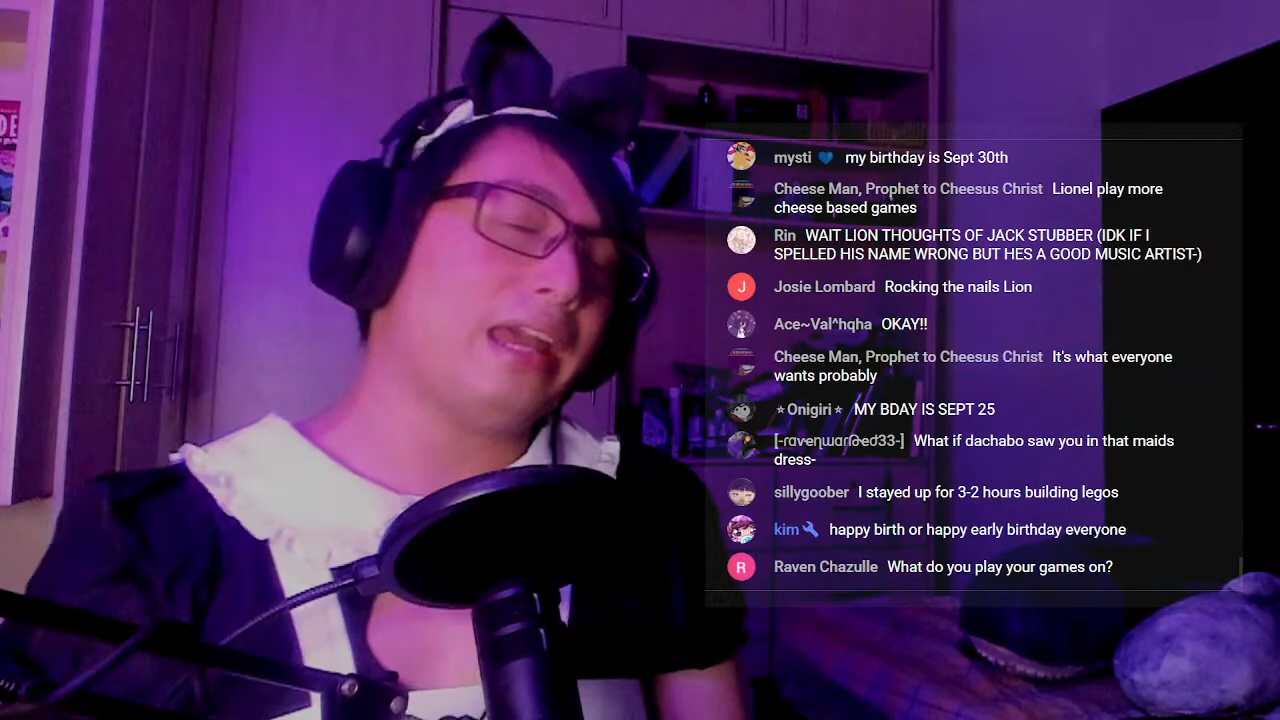 DE
mysti 💙 my birthday is Sept 30th
Cheese Man, Prophet to Cheesus Christ Lionel play more
cheese based games
Rin WAIT LION THOUGHTS OF JACK STUBBER (IDK IF I
SPELLED HIS NAME WRONG BUT HES A GOOD MUSIC ARTIST-)
J Josie Lombard Rocking the nails Lion
Ace~Val^hqha OKAY!!
Cheese Man, Prophet to Cheesus Christ It's what everyone
wants probably
⭐Onigiri⭐ MY BDAY IS SEPT 25
What if dachabo saw you in that maids
dress-
sillygoober I stayed up for 3-2 hours building legos
kim🔧 happy birth or happy early birthday everyone
R Raven Chazulle What do you play your games on?